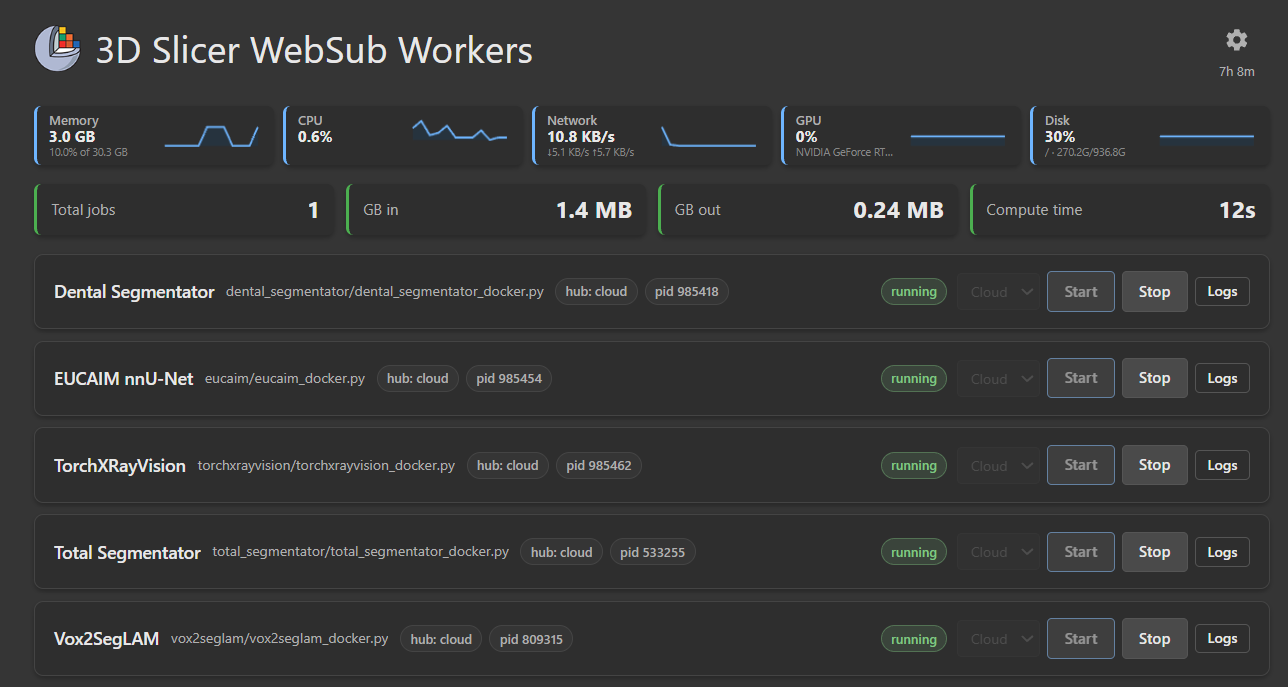 3D Slicer WebSub Workers
7h 8m
Memory
3.0 GB
10.0% of 30.3 GB
CPU
0.6%
Network
10.8 KB/s
↓5.1 KB/s ↑5.7 KB/s
GPU
0%
NVIDIA GeForce RT...
Disk
30%
/ · 270.2G/936.8G
Total jobs 1
GB in 1.4 MB
GB out 0.24 MB
Compute time 12s
Dental Segmentator dental_segmentator/dental_segmentator_docker.py hub: cloud pid 985418 running Cloud Start Stop Logs
EUCAIM nnU-Net eucaim/eucaim_docker.py hub: cloud pid 985454 running Cloud Start Stop Logs
TorchXRayVision torchxrayvision/torchxrayvision_docker.py hub: cloud pid 985462 running Cloud Start Stop Logs
Total Segmentator total_segmentator/total_segmentator_docker.py hub: cloud pid 533255 running Cloud Start Stop Logs
Vox2SegLAM vox2seglam/vox2seglam_docker.py hub: cloud pid 809315 running Cloud Start Stop Logs